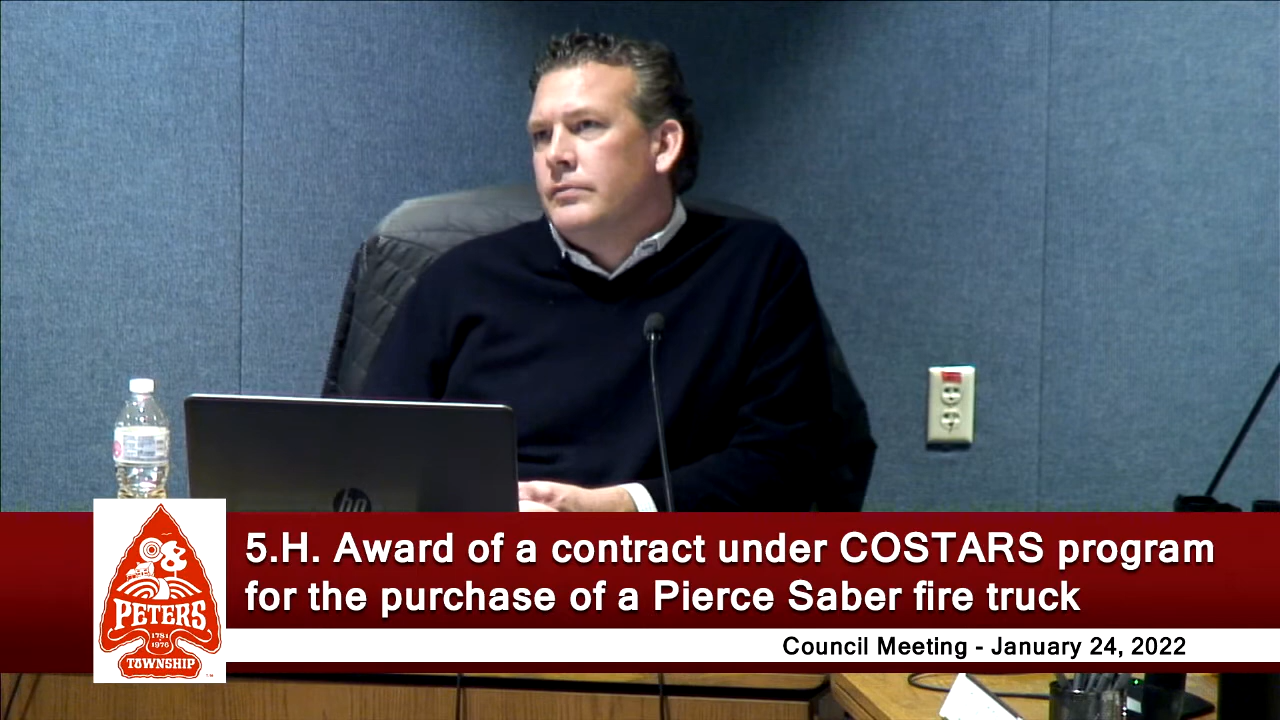 hp
5.H. Award of a contract under COSTARS program
for the purchase of a Pierce Saber fire truck
PETERS
1781
1976
TOWNSHIP
Council Meeting - January 24, 2022